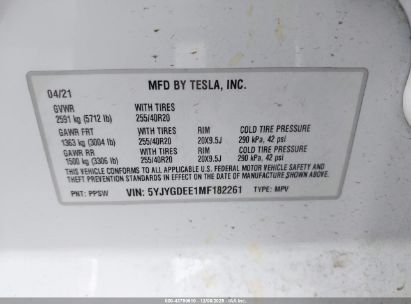 MFD BY TESLA, INC.
04/21
GVWR WITH TIRES
2591 kg (5712 lb) 255/40R20
GAWR FRT WITH TIRES RIM COLD TIRE PRESSURE
1363 kg (3004 lb) 255/40R20 20X9.5J 290 kPa, 42 psi
GAWR RR WITH TIRES RIM COLD TIRE PRESSURE
1500 kg (3306 lb) 255/40R20 20X9.5J 290 kPa, 42 psi
THIS VEHICLE CONFORMS TO ALL APPLICABLE U.S. FEDERAL MOTOR VEHICLE SAFETY AND
THEFT PREVENTION STANDARDS IN EFFECT ON THE DATE OF MANUFACTURE SHOWN ABOVE.
PNT: PPSW VIN: 5YJYGDEE1MF182261 TYPE: MPV